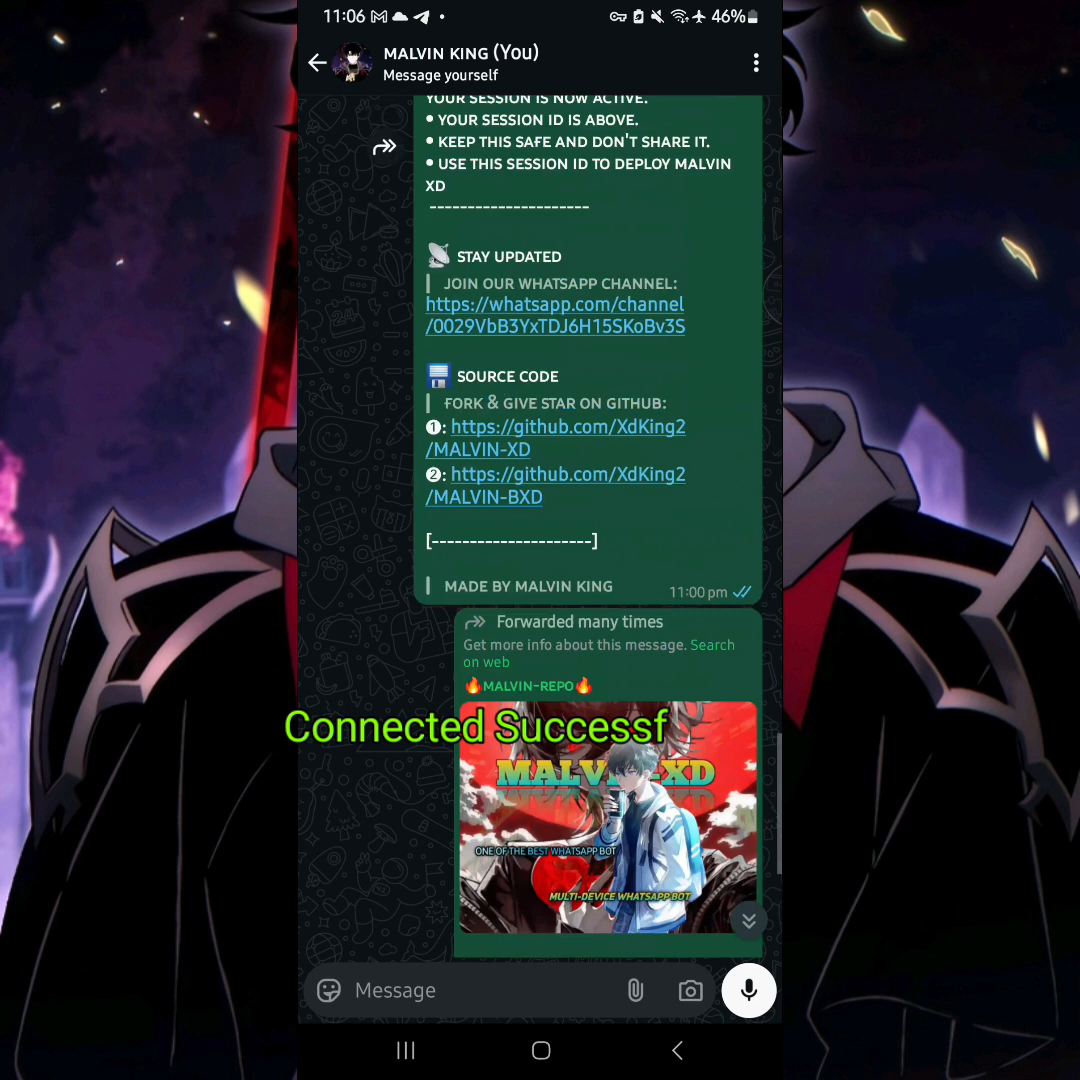 11:06
46%
MALVIN KING (You)
Message yourself
YOUR SESSION IS NOW ACTIVE.
• YOUR SESSION ID IS ABOVE.
• KEEP THIS SAFE AND DON'T SHARE IT.
• USE THIS SESSION ID TO DEPLOY MALVIN
XD
---------------------
STAY UPDATED
JOIN OUR WHATSAPP CHANNEL:
https://whatsapp.com/channel
/0029VbB3YxTDJ6H15SKoBv3S
SOURCE CODE
FORK & GIVE STAR ON GITHUB:
❶: https://github.com/XdKing2
/MALVIN-XD
❷: https://github.com/XdKing2
/MALVIN-BXD
[---------------------]
MADE BY MALVIN KING
11:00 pm
Forwarded many times
Get more info about this message. Search
on web
🔥MALVIN-REPO🔥
Connected Successf
MALV -XD
ONE OF THE BEST WHATSAPP BOT
MULTI-DEVICE WHATSAPP BOT
Message